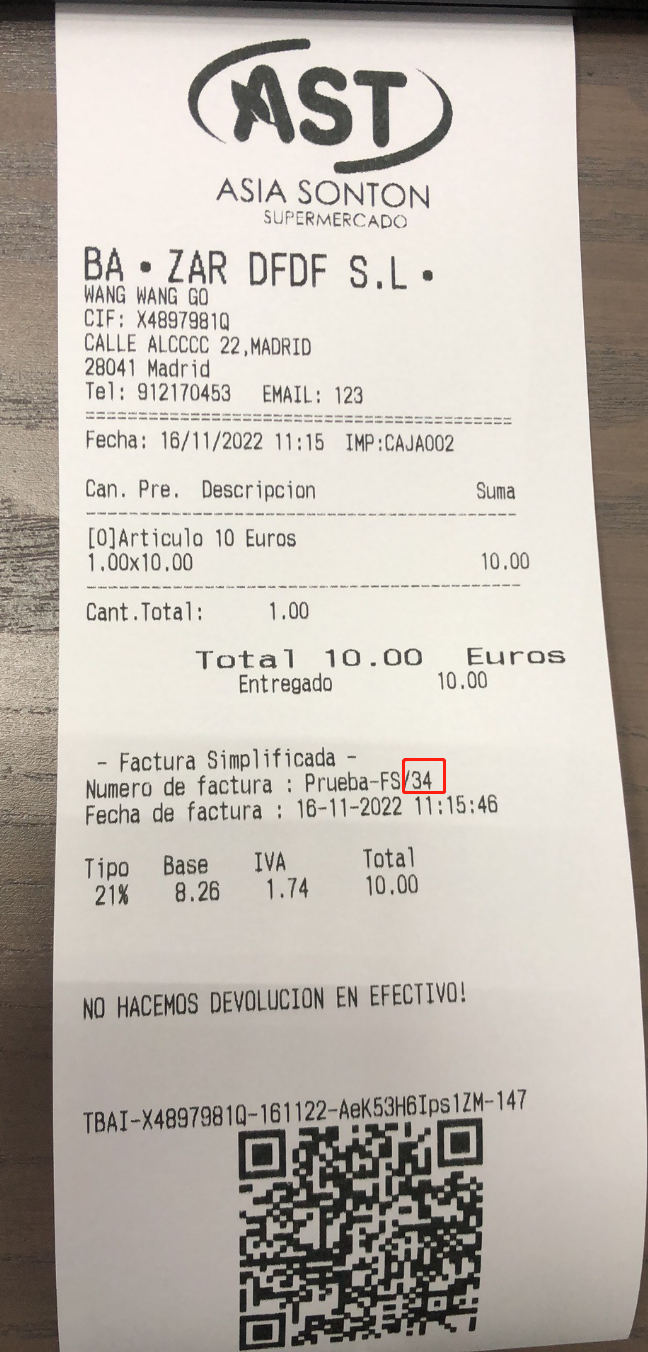 AST
ASIA SONTON
SUPERMERCADO
BA • ZAR DFDF S.L •
WANG WANG GO
CIF: X4897981Q
CALLE ALCCCC 22,MADRID
28041 Madrid
Tel: 912170453 EMAIL: 123
Fecha: 16/11/2022 11:15 IMP:CAJA002
Can. Pre. Descripcion Suma
[0]Articulo 10 Euros
1.00x10.00 10.00
Cant.Total: 1.00
Total 10.00 Euros
Entregado 10.00
- Factura Simplificada -
Numero de factura : Prueba-FS/34
Fecha de factura : 16-11-2022 11:15:46
Tipo Base IVA Total
21% 8.26 1.74 10.00
NO HACEMOS DEVOLUCION EN EFECTIVO!
TBAI-X4897981Q-161122-AeK53H6Ips1ZM-147